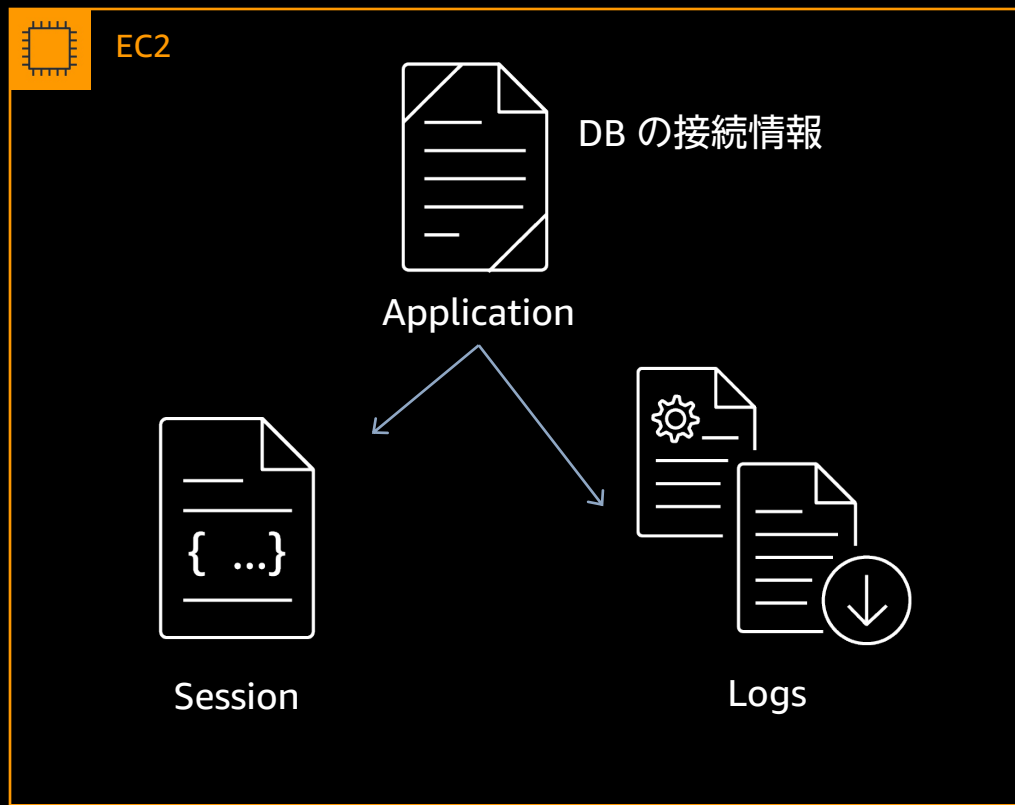 EC2
DB の接続情報
Application
{ ...}
Session
Logs